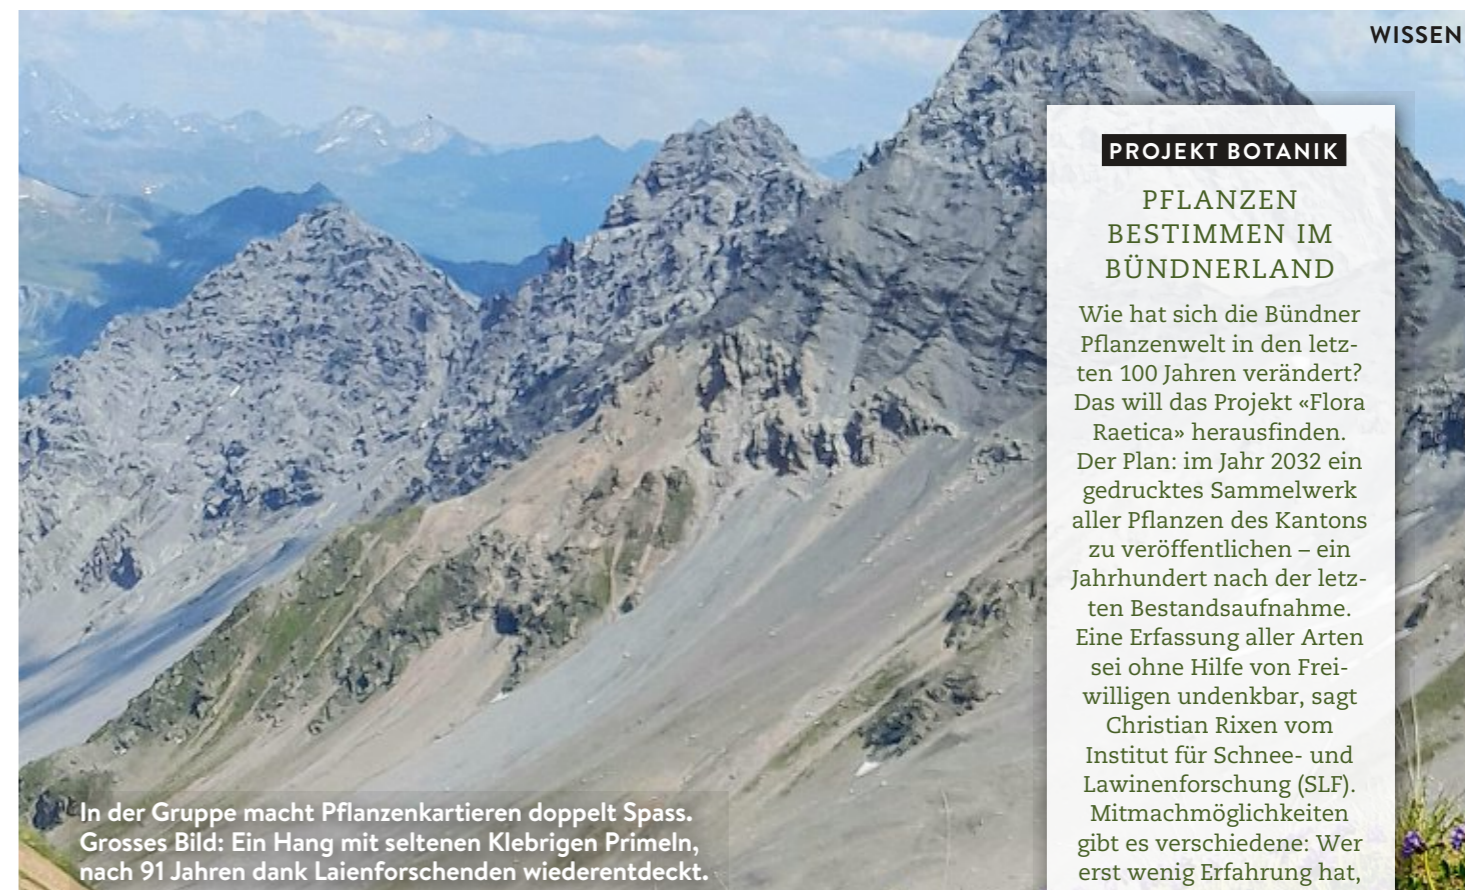 WISSEN
PROJEKT BOTANIK
PFLANZEN
BESTIMMEN IM
BÜNDNERLAND
Wie hat sich die Bündner
Pflanzenwelt in den letz-
ten 100 Jahren verändert?
Das will das Projekt «Flora
Raetica» herausfinden.
Der Plan: im Jahr 2032 ein
gedrucktes Sammelwerk
aller Pflanzen des Kantons
zu veröffentlichen – ein
Jahrhundert nach der letz-
ten Bestandsaufnahme.
Eine Erfassung aller Arten
sei ohne Hilfe von Frei-
willigen undenkbar, sagt
Christian Rixen vom
Institut für Schnee- und
Lawinenforschung (SLF).
Mitmachmöglichkeiten
gibt es verschiedene: Wer
erst wenig Erfahrung hat,
In der Gruppe macht Pflanzenkartieren doppelt Spass.
Grosses Bild: Ein Hang mit seltenen Klebrigen Primeln,
nach 91 Jahren dank Laienforschenden wiederentdeckt.